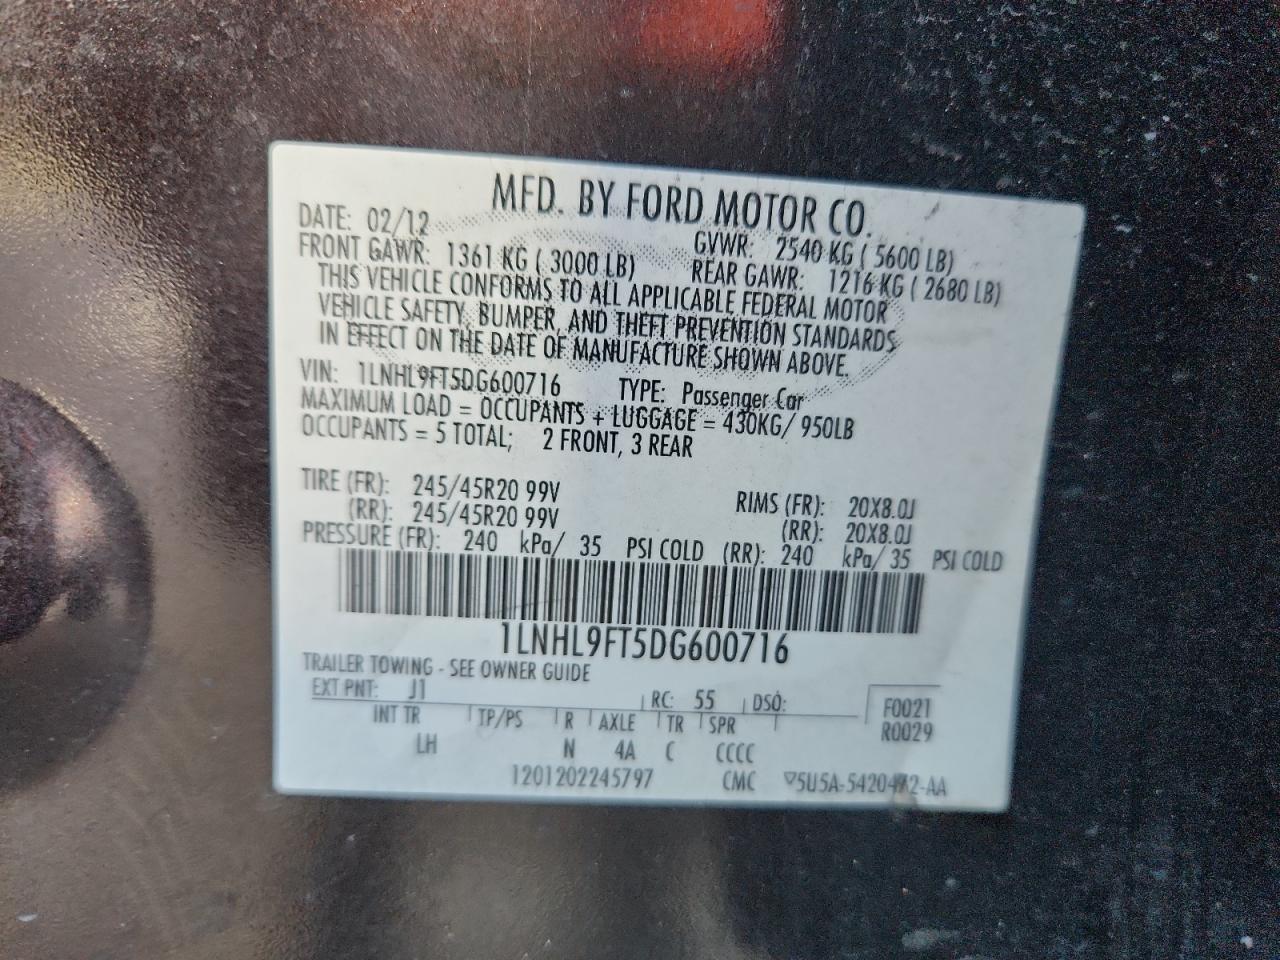 MFD. BY FORD MOTOR CO.
DATE: 02/12 GVWR: 2540 KG ( 5600 LB)
FRONT GAWR: 1361 KG ( 3000 LB) REAR GAWR: 1216 KG ( 2680 LB)
THIS VEHICLE CONFORMS TO ALL APPLICABLE FEDERAL MOTOR
VEHICLE SAFETY, BUMPER, AND THEFT PREVENTION STANDARDS
IN EFFECT ON THE DATE OF MANUFACTURE SHOWN ABOVE.
VIN: 1LNHL9FT5DG600716 TYPE: Passenger Car
MAXIMUM LOAD = OCCUPANTS + LUGGAGE = 430KG/ 950LB
OCCUPANTS = 5 TOTAL; 2 FRONT, 3 REAR
TIRE (FR): 245/45R20 99V RIMS (FR): 20X8.0J
(RR): 245/45R20 99V (RR): 20X8.0J
PRESSURE (FR): 240 kPa/ 35 PSI COLD (RR): 240 kPa/ 35 PSI COLD
1LNHL9FT5DG600716
TRAILER TOWING - SEE OWNER GUIDE
EXT PNT: J1 RC: 55 DSO: F0021
INT TR TP/PS R AXLE TR SPR R0029
LH N 4A C CCCC
1201202245797 CMC ▽5U5A-5420472-AA